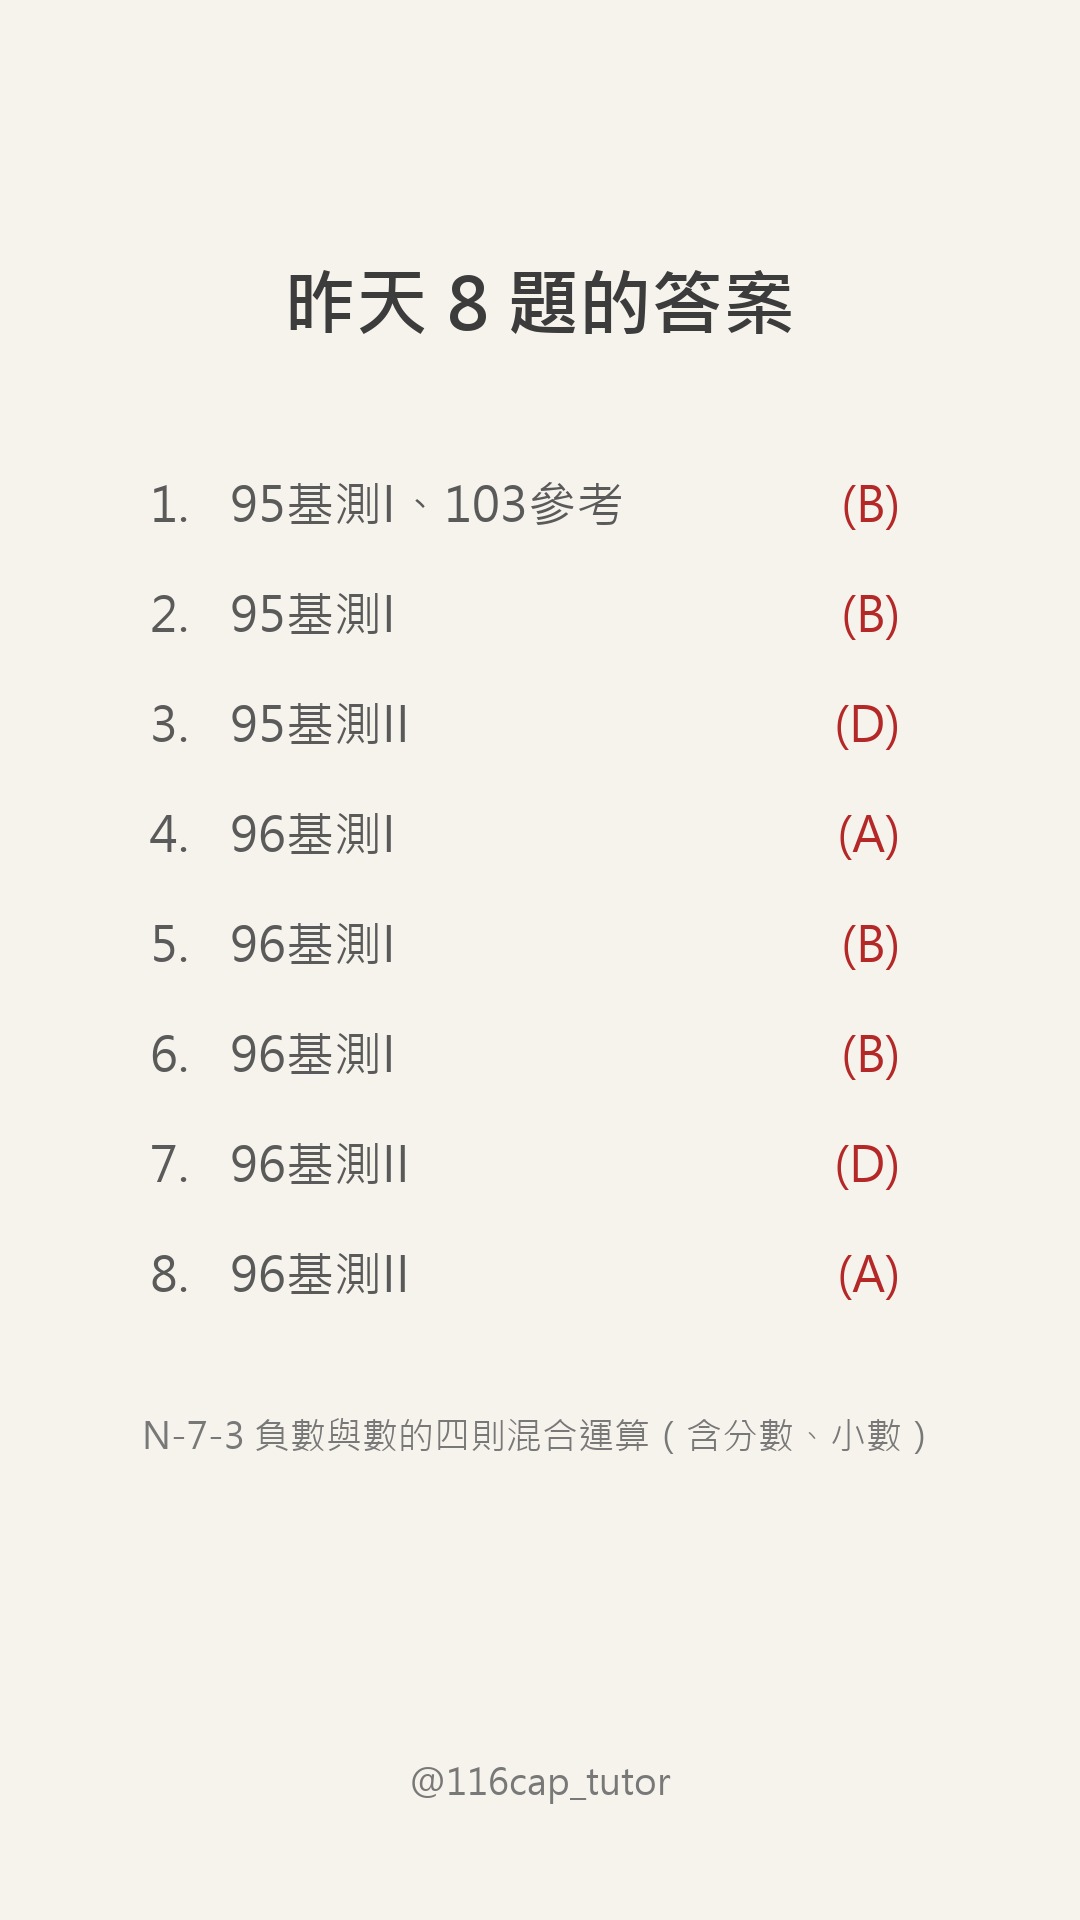 昨天 8 題的答案
1. 95基測I、103參考 (B)
2. 95基測I (B)
3. 95基測II (D)
4. 96基測I (A)
5. 96基測I (B)
6. 96基測I (B)
7. 96基測II (D)
8. 96基測II (A)
N-7-3 負數與數的四則混合運算（含分數、小數）
@116cap_tutor